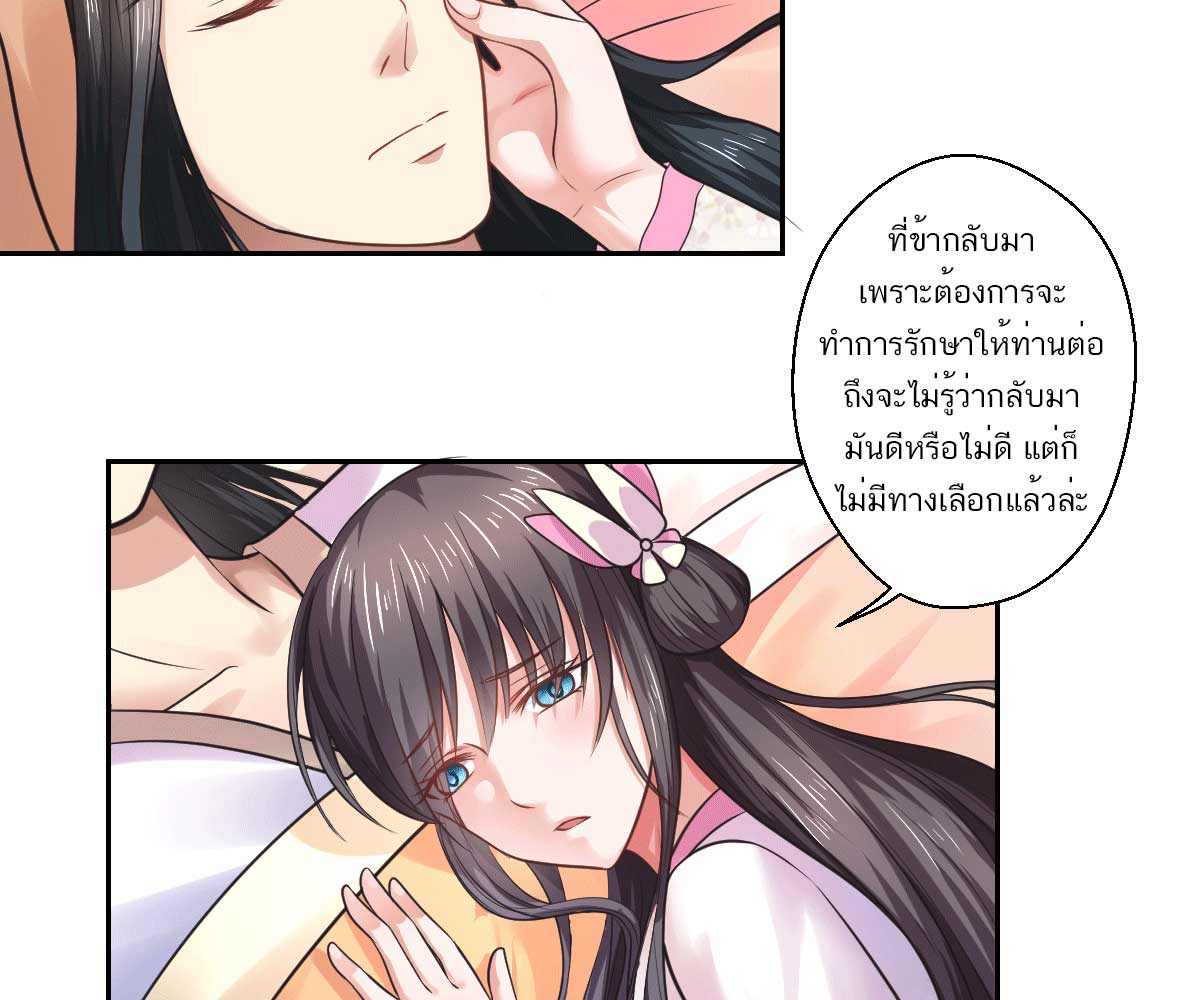 ที่ข้ากลับมา
เพราะต้องการจะ
ทำการรักษาให้ท่านต่อ
ถึงจะไม่รู้ว่ากลับมา
มันดีหรือไม่ดี แต่ก็
ไม่มีทางเลือกแล้วล่ะ